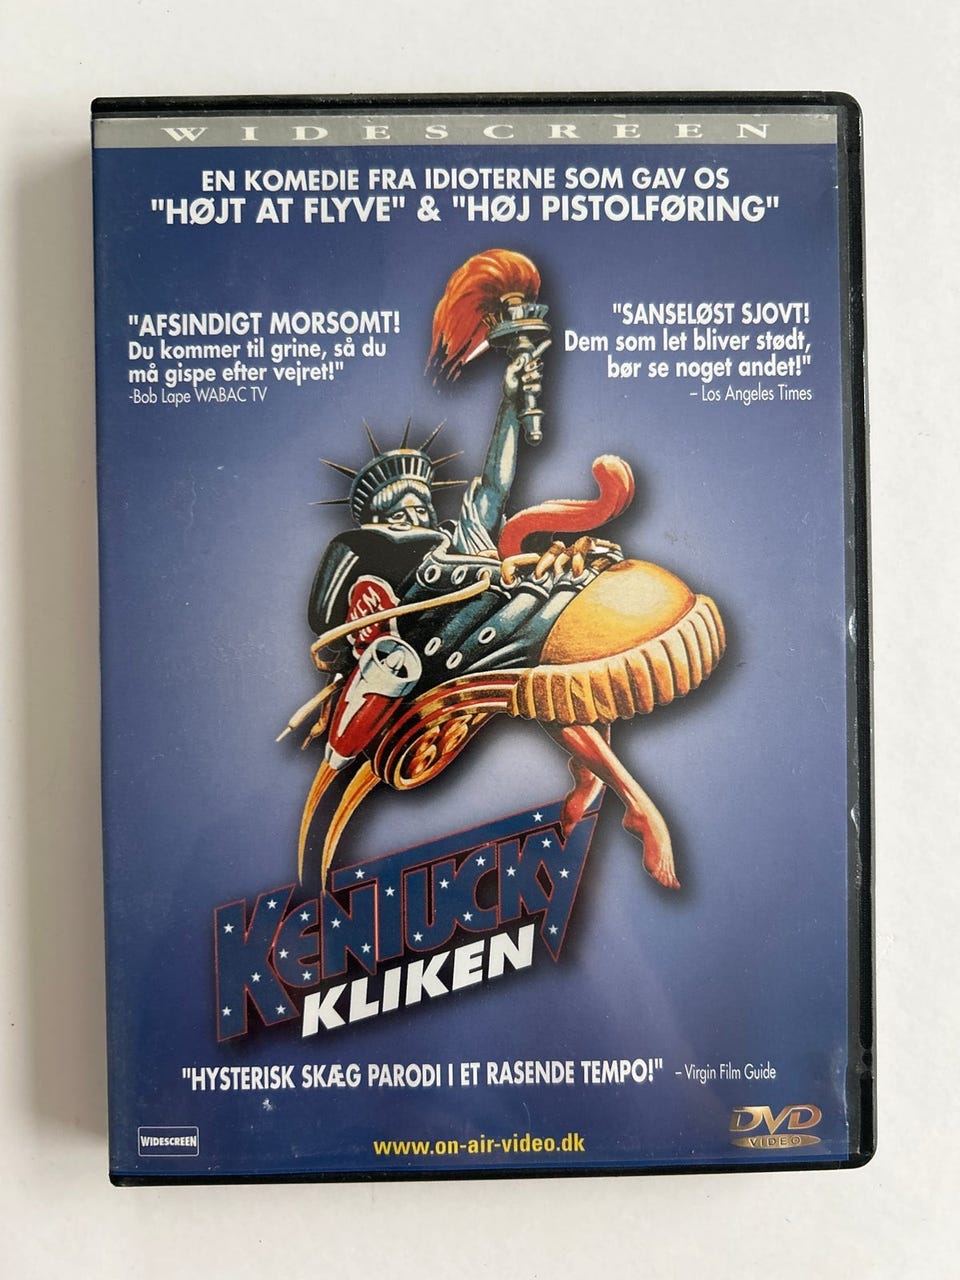 WIDESCREEN
EN KOMEDIE FRA IDIOTERNE SOM GAV OS
"HØJT AT FLYVE" & "HØJ PISTOLFØRING"
"AFSINDIGT MORSOMT!
Du kommer til grine, så du
må gispe efter vejret!"
-Bob Lape WABAC TV
"SANSELØST SJOVT!
Dem som let bliver stødt,
bør se noget andet!"
– Los Angeles Times
KENTUCKY
KLIKEN
"HYSTERISK SKÆG PARODI I ET RASENDE TEMPO!" – Virgin Film Guide
WIDESCREEN
www.on-air-video.dk
DVD
VIDEO